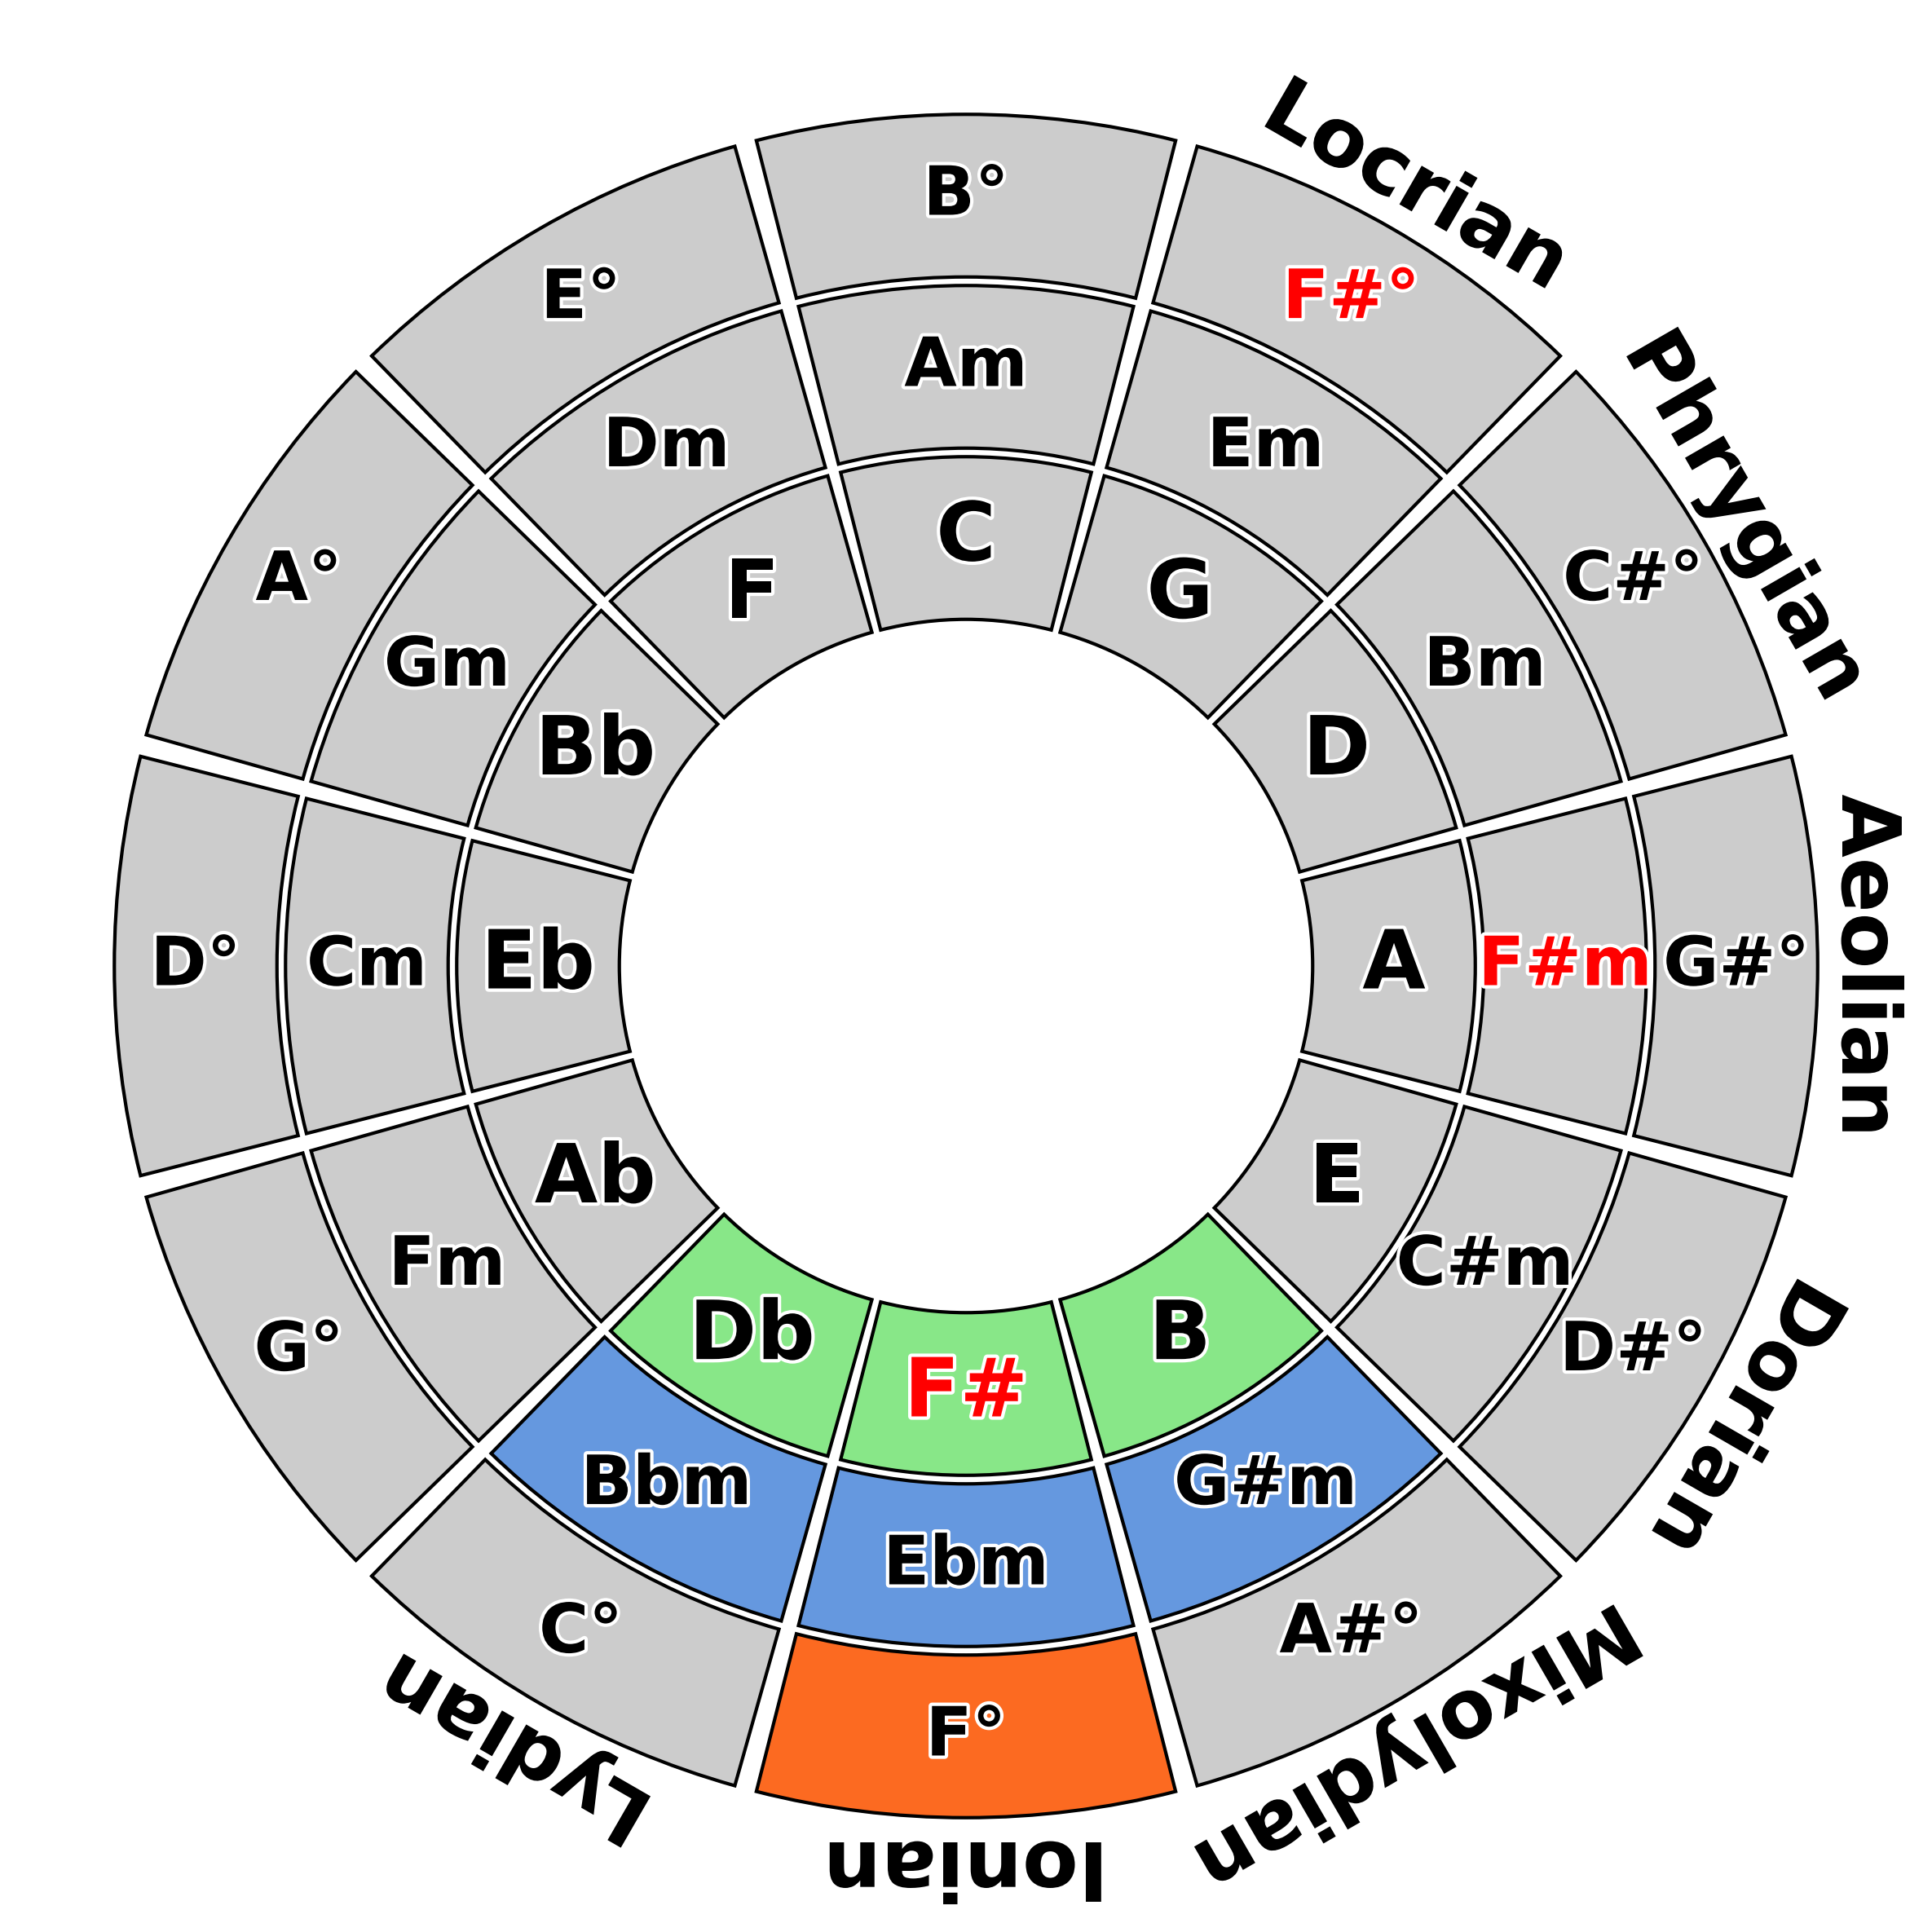 Locrian
Phrygian
Aeolian
Dorian
Mixolydian
Ionian
Lydian
B°
F#°
C#°
G#°
D#°
A#°
F°
C°
G°
D°
A°
E°
Am
Em
Bm
F#m
C#m
G#m
Ebm
Bbm
Fm
Cm
Gm
Dm
C
G
D
A
E
B
F#
Db
Ab
Eb
Bb
F